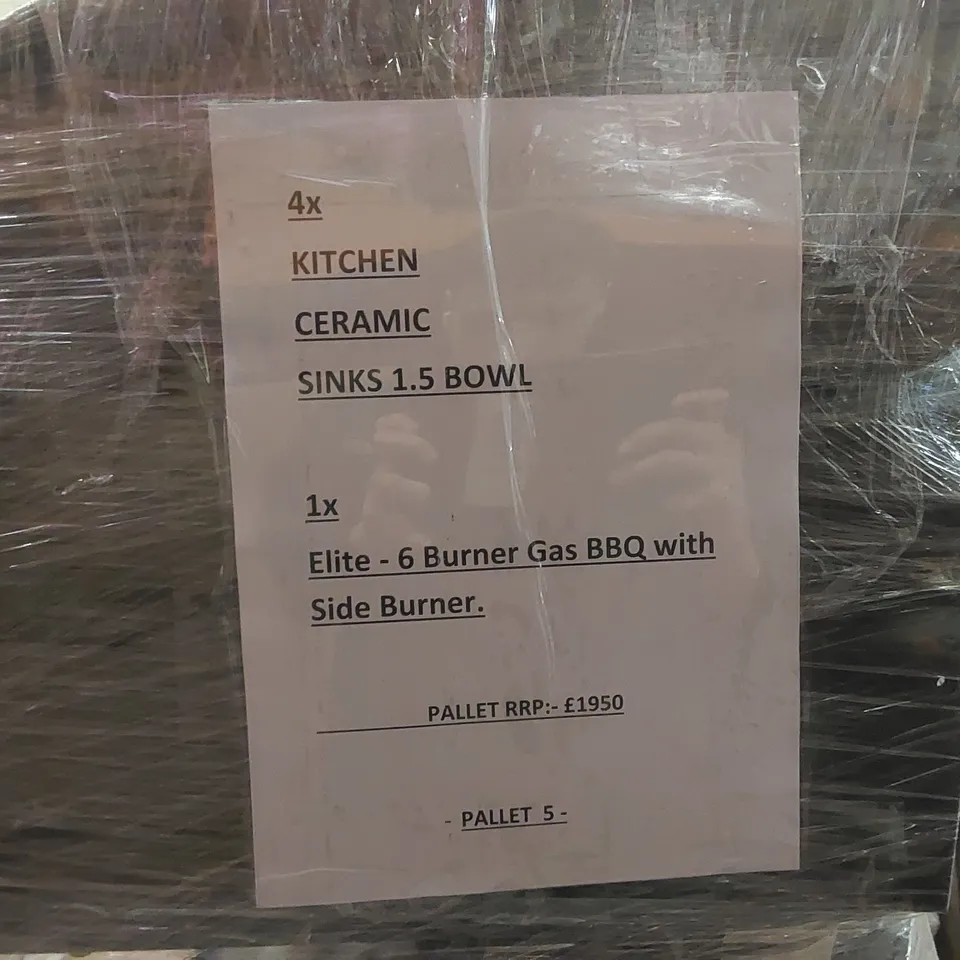 4x
KITCHEN
CERAMIC
SINKS 1.5 BOWL
1x
Elite - 6 Burner Gas BBQ with
Side Burner.
PALLET RRP:- £1950
- PALLET 5 -